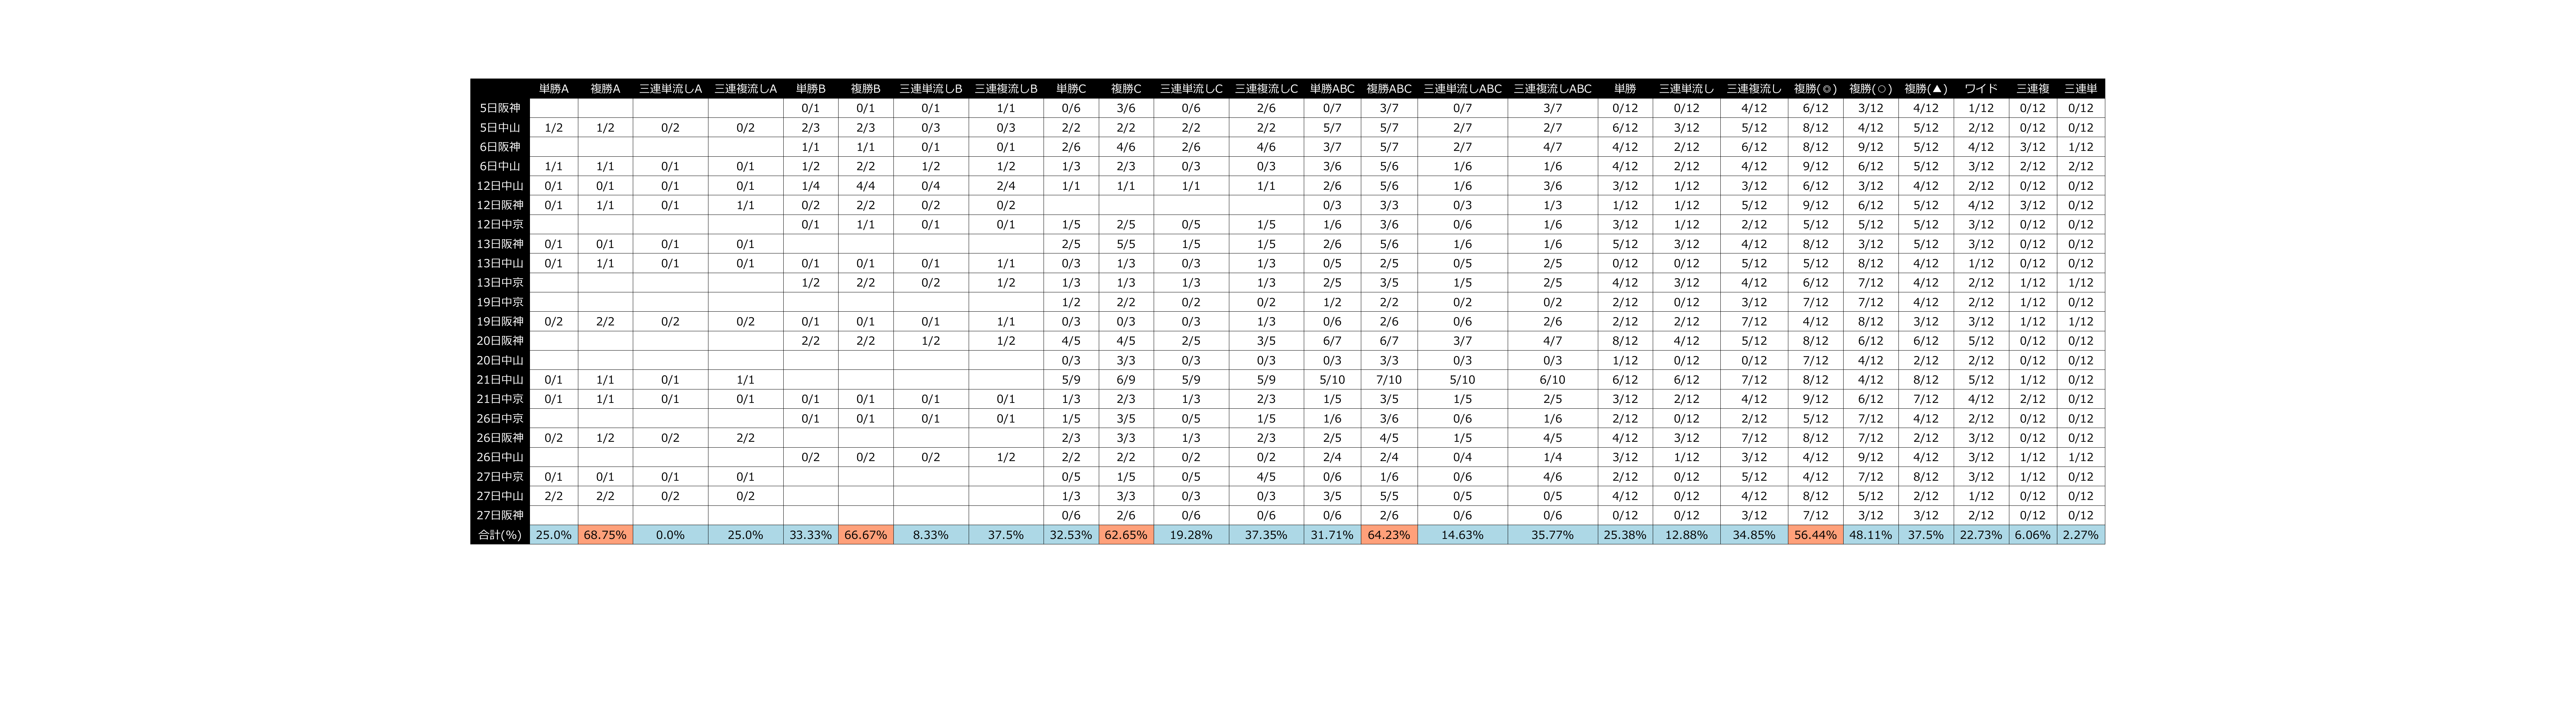 単勝A 複勝A 三連単流しA 三連複流しA 単勝B 複勝B 三連単流しB 三連複流しB 単勝C 複勝C 三連単流しC 三連複流しC 単勝ABC 複勝ABC 三連単流しABC 三連複流しABC 単勝 三連単流し 三連複流し 複勝(◎) 複勝(○) 複勝(▲) ワイド 三連複 三連単
5日阪神 0/1 0/1 0/1 1/1 0/6 3/6 0/6 2/6 0/7 3/7 0/7 3/7 0/12 0/12 4/12 6/12 3/12 4/12 1/12 0/12 0/12
5日中山 1/2 1/2 0/2 0/2 2/3 2/3 0/3 0/3 2/2 2/2 2/2 2/2 5/7 5/7 2/7 2/7 6/12 3/12 5/12 8/12 4/12 5/12 2/12 0/12 0/12
6日阪神 1/1 1/1 0/1 0/1 2/6 4/6 2/6 4/6 3/7 5/7 2/7 4/7 4/12 2/12 6/12 8/12 9/12 5/12 4/12 3/12 1/12
6日中山 1/1 1/1 0/1 0/1 1/2 2/2 1/2 1/2 1/3 2/3 0/3 0/3 3/6 5/6 1/6 1/6 4/12 2/12 4/12 9/12 6/12 5/12 3/12 2/12 2/12
12日中山 0/1 0/1 0/1 0/1 1/4 4/4 0/4 2/4 1/1 1/1 1/1 1/1 2/6 5/6 1/6 3/6 3/12 1/12 3/12 6/12 3/12 4/12 2/12 0/12 0/12
12日阪神 0/1 1/1 0/1 1/1 0/2 2/2 0/2 0/2 0/3 3/3 0/3 1/3 1/12 1/12 5/12 9/12 6/12 5/12 4/12 3/12 0/12
12日中京 0/1 1/1 0/1 0/1 1/5 2/5 0/5 1/5 1/6 3/6 0/6 1/6 3/12 1/12 2/12 5/12 5/12 5/12 3/12 0/12 0/12
13日阪神 0/1 0/1 0/1 0/1 2/5 5/5 1/5 1/5 2/6 5/6 1/6 1/6 5/12 3/12 4/12 8/12 3/12 5/12 3/12 0/12 0/12
13日中山 0/1 1/1 0/1 0/1 0/1 0/1 0/1 1/1 0/3 1/3 0/3 1/3 0/5 2/5 0/5 2/5 0/12 0/12 5/12 5/12 8/12 4/12 1/12 0/12 0/12
13日中京 1/2 2/2 0/2 1/2 1/3 1/3 1/3 1/3 2/5 3/5 1/5 2/5 4/12 3/12 4/12 6/12 7/12 4/12 2/12 1/12 1/12
19日中京 1/2 2/2 0/2 0/2 1/2 2/2 0/2 0/2 2/12 0/12 3/12 7/12 7/12 4/12 2/12 1/12 0/12
19日阪神 0/2 2/2 0/2 0/2 0/1 0/1 0/1 1/1 0/3 0/3 0/3 1/3 0/6 2/6 0/6 2/6 2/12 2/12 7/12 4/12 8/12 3/12 3/12 1/12 1/12
20日阪神 2/2 2/2 1/2 1/2 4/5 4/5 2/5 3/5 6/7 6/7 3/7 4/7 8/12 4/12 5/12 8/12 6/12 6/12 5/12 0/12 0/12
20日中山 0/3 3/3 0/3 0/3 0/3 3/3 0/3 0/3 1/12 0/12 0/12 7/12 4/12 2/12 2/12 0/12 0/12
21日中山 0/1 1/1 0/1 1/1 5/9 6/9 5/9 5/9 5/10 7/10 5/10 6/10 6/12 6/12 7/12 8/12 4/12 8/12 5/12 1/12 0/12
21日中京 0/1 1/1 0/1 0/1 0/1 0/1 0/1 0/1 1/3 2/3 1/3 2/3 1/5 3/5 1/5 2/5 3/12 2/12 4/12 9/12 6/12 7/12 4/12 2/12 0/12
26日中京 0/1 0/1 0/1 0/1 1/5 3/5 0/5 1/5 1/6 3/6 0/6 1/6 2/12 0/12 2/12 5/12 7/12 4/12 2/12 0/12 0/12
26日阪神 0/2 1/2 0/2 2/2 2/3 3/3 1/3 2/3 2/5 4/5 1/5 4/5 4/12 3/12 7/12 8/12 7/12 2/12 3/12 0/12 0/12
26日中山 0/2 0/2 0/2 1/2 2/2 2/2 0/2 0/2 2/4 2/4 0/4 1/4 3/12 1/12 3/12 4/12 9/12 4/12 3/12 1/12 1/12
27日中京 0/1 0/1 0/1 0/1 0/5 1/5 0/5 4/5 0/6 1/6 0/6 4/6 2/12 0/12 5/12 4/12 7/12 8/12 3/12 1/12 0/12
27日中山 2/2 2/2 0/2 0/2 1/3 3/3 0/3 0/3 3/5 5/5 0/5 0/5 4/12 0/12 4/12 8/12 5/12 2/12 1/12 0/12 0/12
27日阪神 0/6 2/6 0/6 0/6 0/6 2/6 0/6 0/6 0/12 0/12 3/12 7/12 3/12 3/12 2/12 0/12 0/12
合計(%) 25.0% 68.75% 0.0% 25.0% 33.33% 66.67% 8.33% 37.5% 32.53% 62.65% 19.28% 37.35% 31.71% 64.23% 14.63% 35.77% 25.38% 12.88% 34.85% 56.44% 48.11% 37.5% 22.73% 6.06% 2.27%